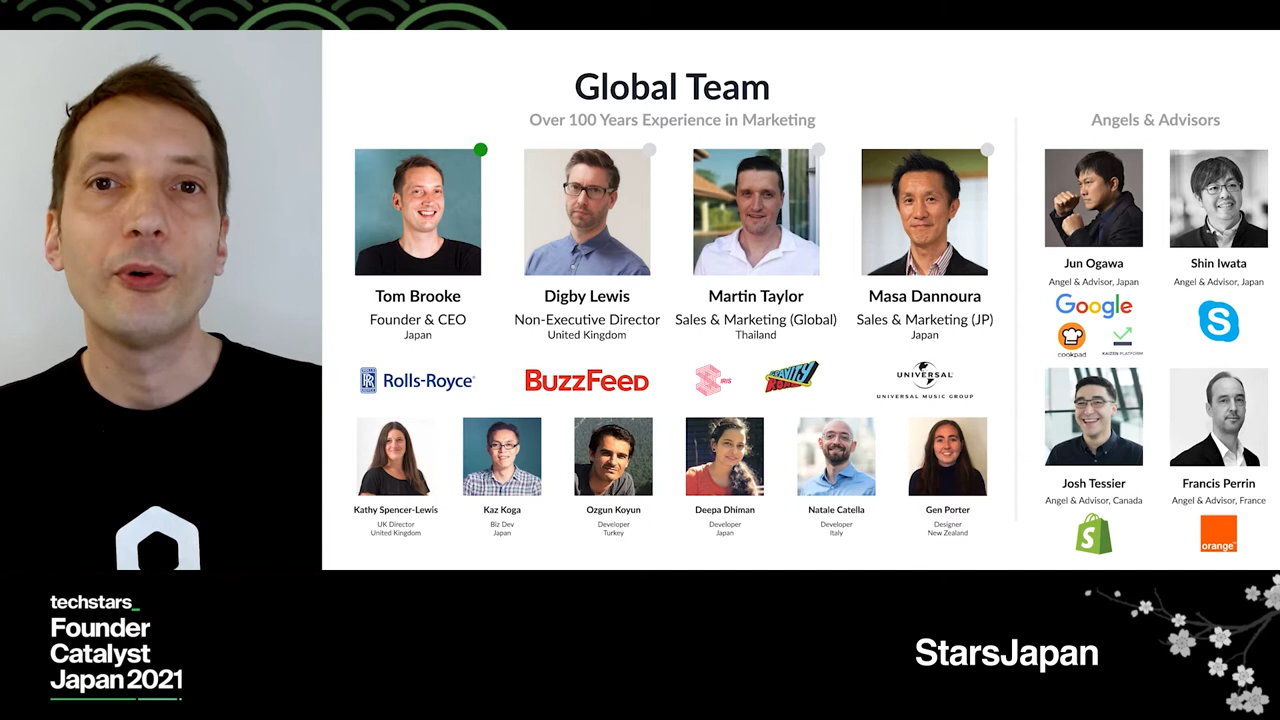 Global Team
Over 100 Years Experience in Marketing
Angels & Advisors
Tom Brooke
Founder & CEO
Japan
Rolls-Royce
Digby Lewis
Non-Executive Director
United Kingdom
BuzzFeed
Martin Taylor
Sales & Marketing (Global)
Thailand
IRIS
Masa Dannoura
Sales & Marketing (JP)
Japan
UNIVERSAL
UNIVERSAL MUSIC GROUP
Kathy Spencer-Lewis
UK Director
United Kingdom
Kaz Koga
Biz Dev
Japan
Ozgun Koyun
Developer
Turkey
Deepa Dhiman
Developer
Japan
Natale Catella
Developer
Italy
Gen Porter
Designer
New Zealand
Jun Ogawa
Angel & Advisor, Japan
Google
cookpad
KAIZEN PLATFORM
Shin Iwata
Angel & Advisor, Japan
S
Josh Tessier
Angel & Advisor, Canada
S
Francis Perrin
Angel & Advisor, France
orange
techstars_
Founder
Catalyst
Japan 2021
StarsJapan